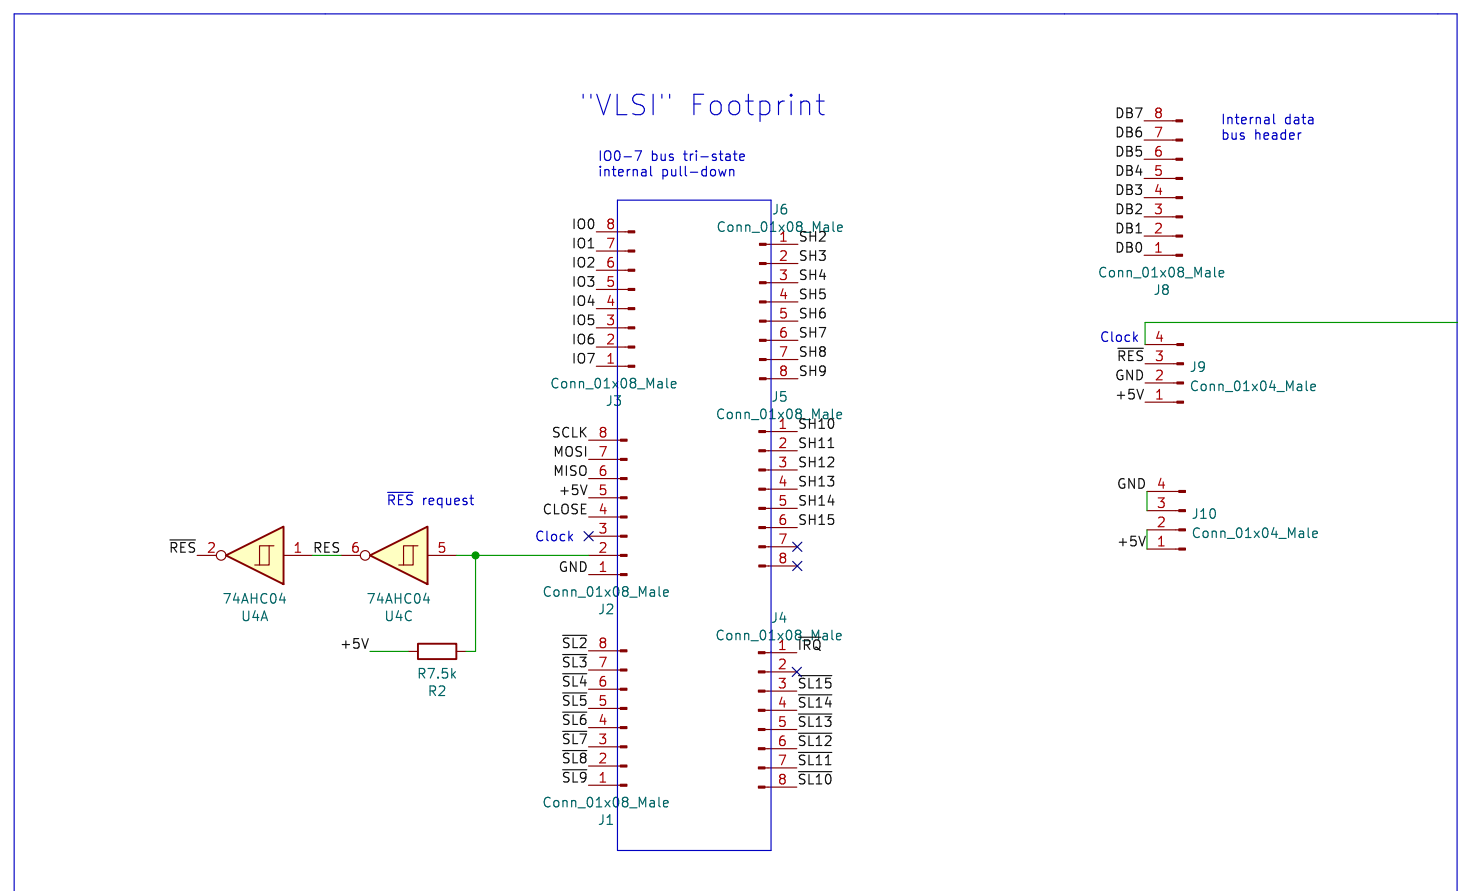 "VLSI" Footprint
IO0-7 bus tri-state
internal pull-down
IO0 8
IO1 7
IO2 6
IO3 5
IO4 4
IO5 3
IO6 2
IO7 1
Conn_01x08_Male
J3
SCLK 8
MOSI 7
MISO 6
+5V 5
CLOSE 4
Clock 3
2
GND 1
Conn_01x08_Male
J2
SL2 8
SL3 7
SL4 6
SL5 5
SL6 4
SL7 3
SL8 2
SL9 1
Conn_01x08_Male
J1
J6
Conn_01x08_Male
1 SH2
2 SH3
3 SH4
4 SH5
5 SH6
6 SH7
7 SH8
8 SH9
J5
Conn_01x08_Male
1 SH10
2 SH11
3 SH12
4 SH13
5 SH14
6 SH15
7
8
J4
Conn_01x08_Male
1 IRQ
2
3 SL15
4 SL14
5 SL13
6 SL12
7 SL11
8 SL10
RES request
RES 2 1 RES 6 5
74AHC04
U4A
74AHC04
U4C
+5V
R7.5k
R2
DB7 8
DB6 7
DB5 6
DB4 5
DB3 4
DB2 3
DB1 2
DB0 1
Conn_01x08_Male
J8
Internal data
bus header
Clock 4
RES 3
GND 2
+5V 1
J9
Conn_01x04_Male
GND 4
3
2
+5V 1
J10
Conn_01x04_Male